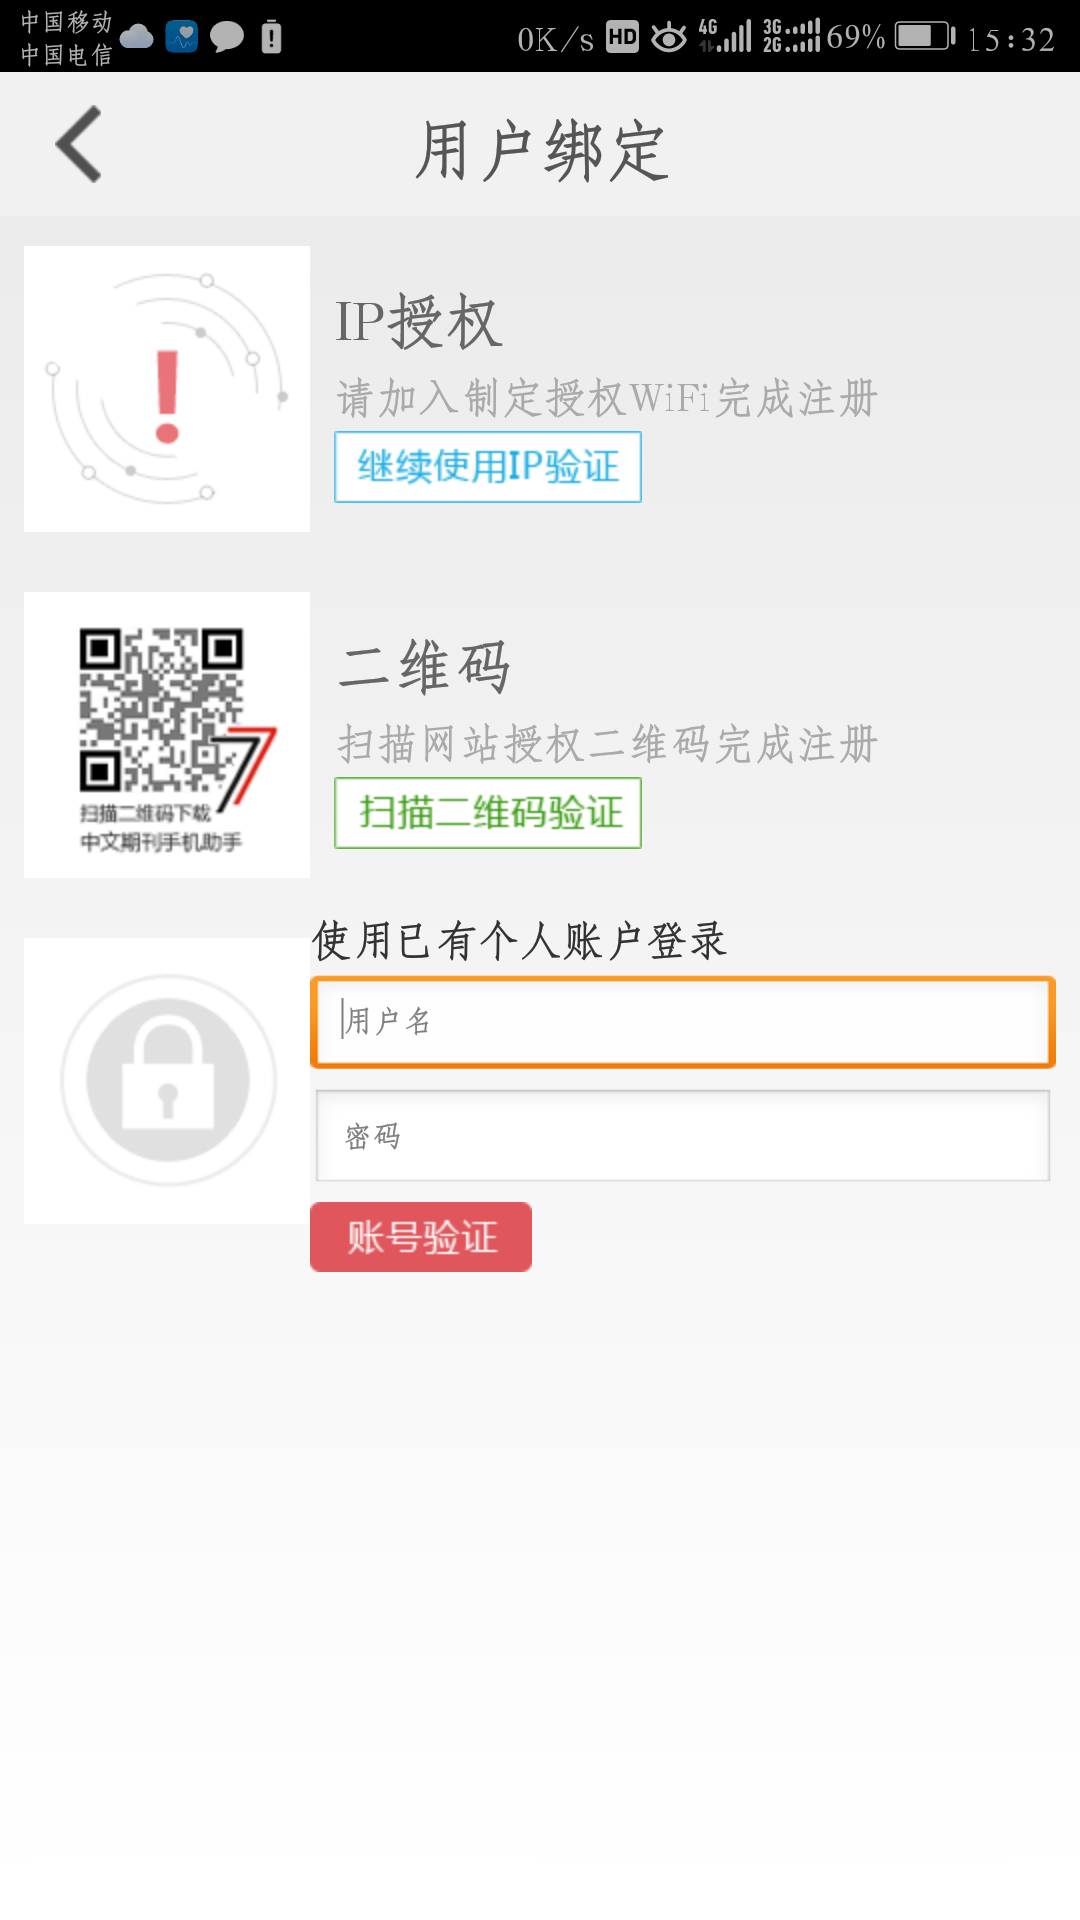 中国移动
中国电信
0K/s HD 4G 3G 2G 69% 15:32
用户绑定
IP授权
请加入制定授权WiFi完成注册
继续使用IP验证
二维码
扫描网站授权二维码完成注册
扫描二维码验证
7
扫描二维码下载
中文期刊手机助手
使用已有个人账户登录
用户名
密码
账号验证